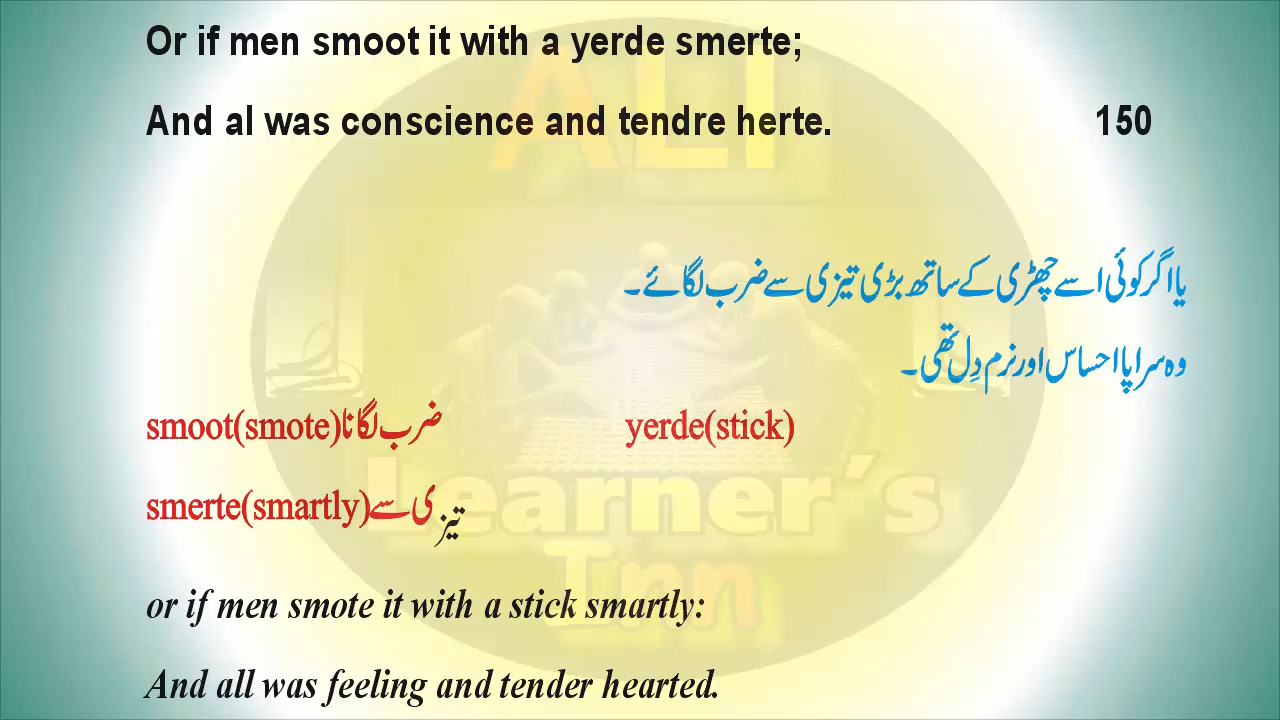 Or if men smoot it with a yerde smerte;
And al was conscience and tendre herte. 150
یا اگر کوئی اسے چھڑی کے ساتھ بڑی تیزی سے ضرب لگائے۔
وہ سراپا احساس اور نرم دِل تھی۔
smoot(smote)ضرب لگانا yerde(stick)
smerte(smartly)تیزی سے
or if men smote it with a stick smartly:
And all was feeling and tender hearted.
ALI
Learner's
Inn